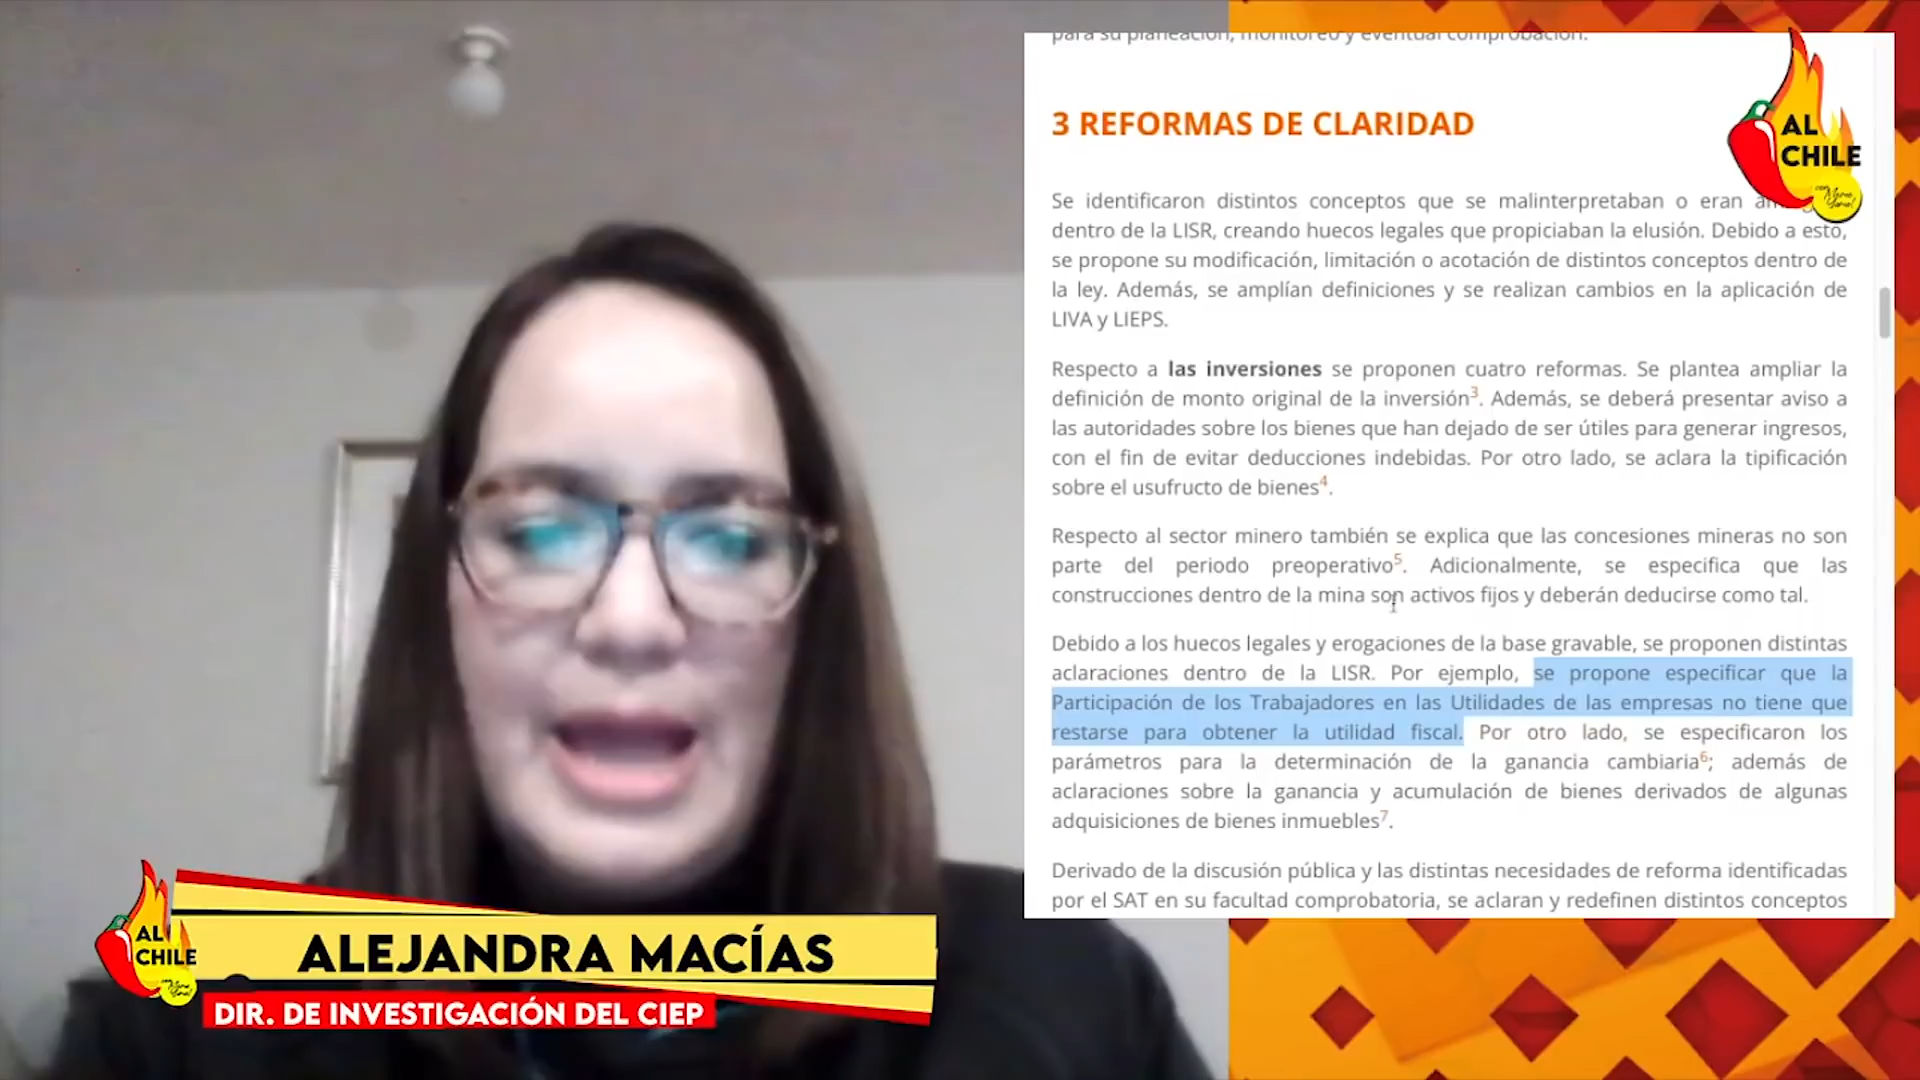 para su planeación, monitoreo y eventual comprobación.
3 REFORMAS DE CLARIDAD
AL
CHILE
Se identificaron distintos conceptos que se malinterpretaban o eran
dentro de la LISR, creando huecos legales que propiciaban la elusión. Debido a esto,
se propone su modificación, limitación o acotación de distintos conceptos dentro de
la ley. Además, se amplían definiciones y se realizan cambios en la aplicación de
LIVA y LIEPS.
Respecto a las inversiones se proponen cuatro reformas. Se plantea ampliar la
definición de monto original de la inversión3. Además, se deberá presentar aviso a
las autoridades sobre los bienes que han dejado de ser útiles para generar ingresos,
con el fin de evitar deducciones indebidas. Por otro lado, se aclara la tipificación
sobre el usufructo de bienes4.
Respecto al sector minero también se explica que las concesiones mineras no son
parte del periodo preoperativo5. Adicionalmente, se especifica que las
construcciones dentro de la mina son activos fijos y deberán deducirse como tal.
Debido a los huecos legales y erogaciones de la base gravable, se proponen distintas
aclaraciones dentro de la LISR. Por ejemplo, se propone especificar que la
Participación de los Trabajadores en las Utilidades de las empresas no tiene que
restarse para obtener la utilidad fiscal. Por otro lado, se especificaron los
parámetros para la determinación de la ganancia cambiaria6; además de
aclaraciones sobre la ganancia y acumulación de bienes derivados de algunas
adquisiciones de bienes inmuebles7.
Derivado de la discusión pública y las distintas necesidades de reforma identificadas
por el SAT en su facultad comprobatoria, se aclaran y redefinen distintos conceptos
AL
CHILE
ALEJANDRA MACÍAS
DIR. DE INVESTIGACIÓN DEL CIEP